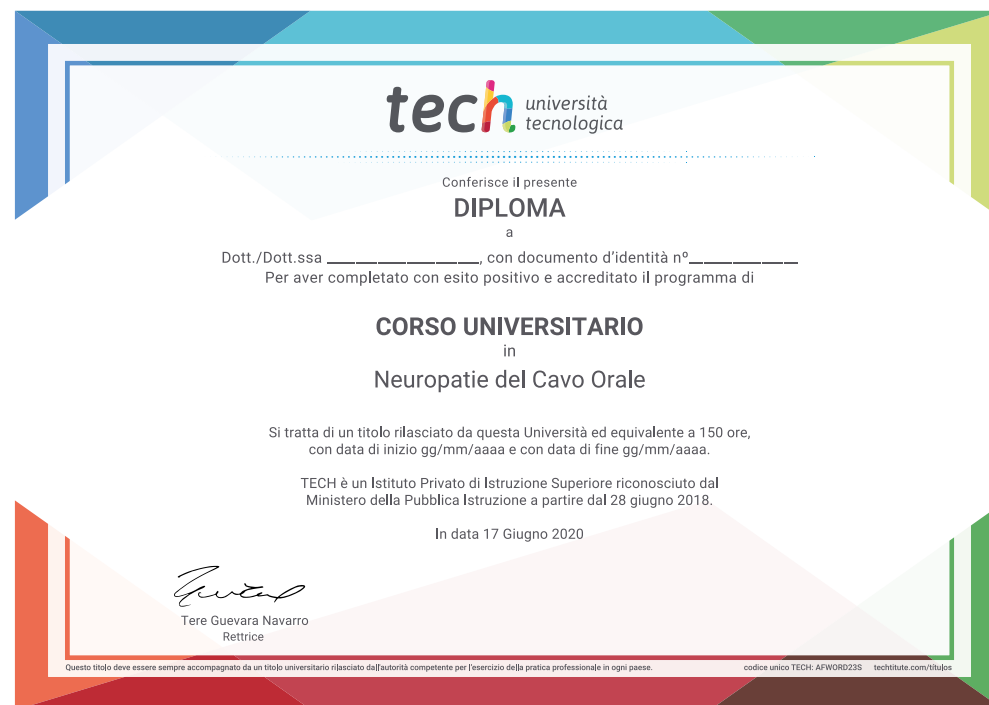 tech università
tecnologica
Conferisce il presente
DIPLOMA
a
Dott./Dott.ssa ____________________, con documento d'identità nº______________
Per aver completato con esito positivo e accreditato il programma di
CORSO UNIVERSITARIO
in
Neuropatie del Cavo Orale
Si tratta di un titolo rilasciato da questa Università ed equivalente a 150 ore,
con data di inizio gg/mm/aaaa e con data di fine gg/mm/aaaa.
TECH è un Istituto Privato di Istruzione Superiore riconosciuto dal
Ministero della Pubblica Istruzione a partire dal 28 giugno 2018.
In data 17 Giugno 2020
Tere Guevara Navarro
Rettrice
Questo titolo deve essere sempre accompagnato da un titolo universitario rilasciato dall'autorità competente per l'esercizio della pratica professionale in ogni paese.
codice unico TECH: AFWORD23S techtitute.com/títulos